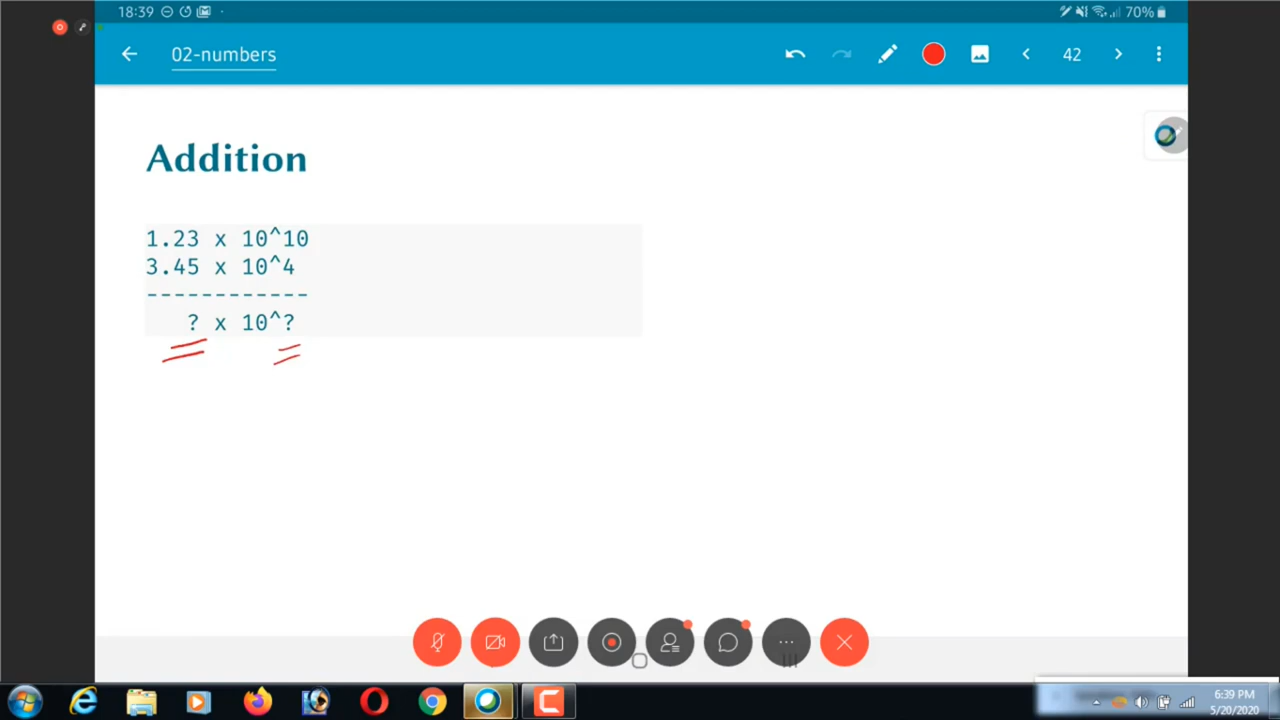 18:39 70%
02-numbers 42
Addition
1.23 x 10^10
3.45 x 10^4
------------
? x 10^?
6:39 PM
5/20/2020